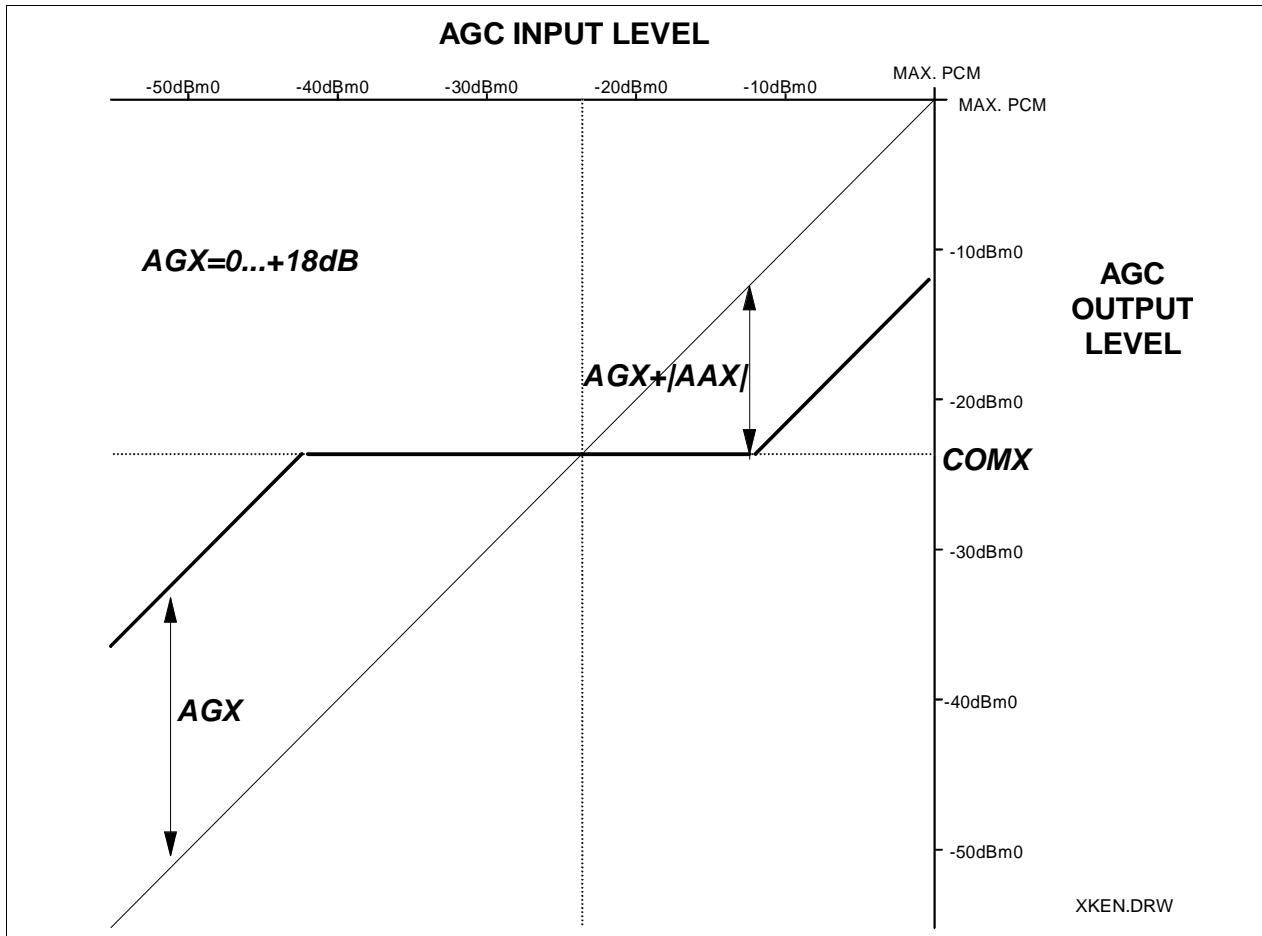 AGC INPUT LEVEL
MAX. PCM
-50dBm0 -40dBm0 -30dBm0 -20dBm0 -10dBm0
MAX. PCM
AGX=0...+18dB
-10dBm0
AGC
OUTPUT
LEVEL
AGX+|AAX|
-20dBm0
COMX
-30dBm0
AGX
-40dBm0
-50dBm0
XKEN.DRW